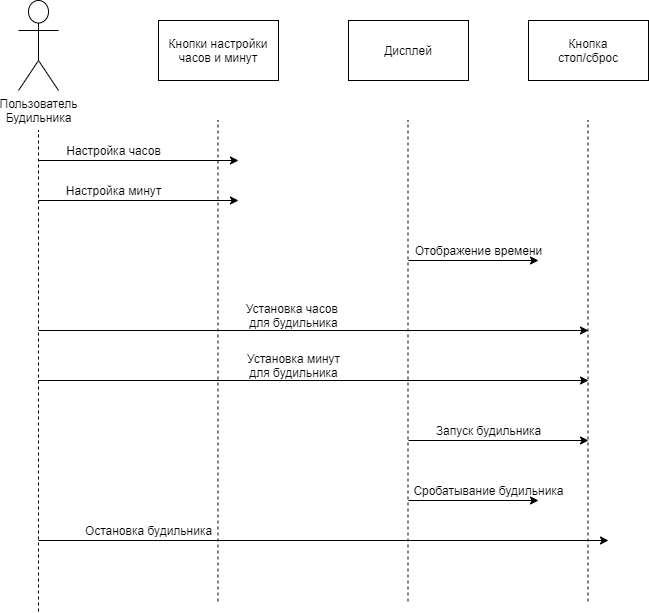 Пользователь
Будильника
Кнопки настройки
часов и минут
Дисплей
Кнопка
стоп/сброс
Настройка часов
Настройка минут
Отображение времени
Установка часов
для будильника
Установка минут
для будильника
Запуск будильника
Сробатывание будильника
Остановка будильника